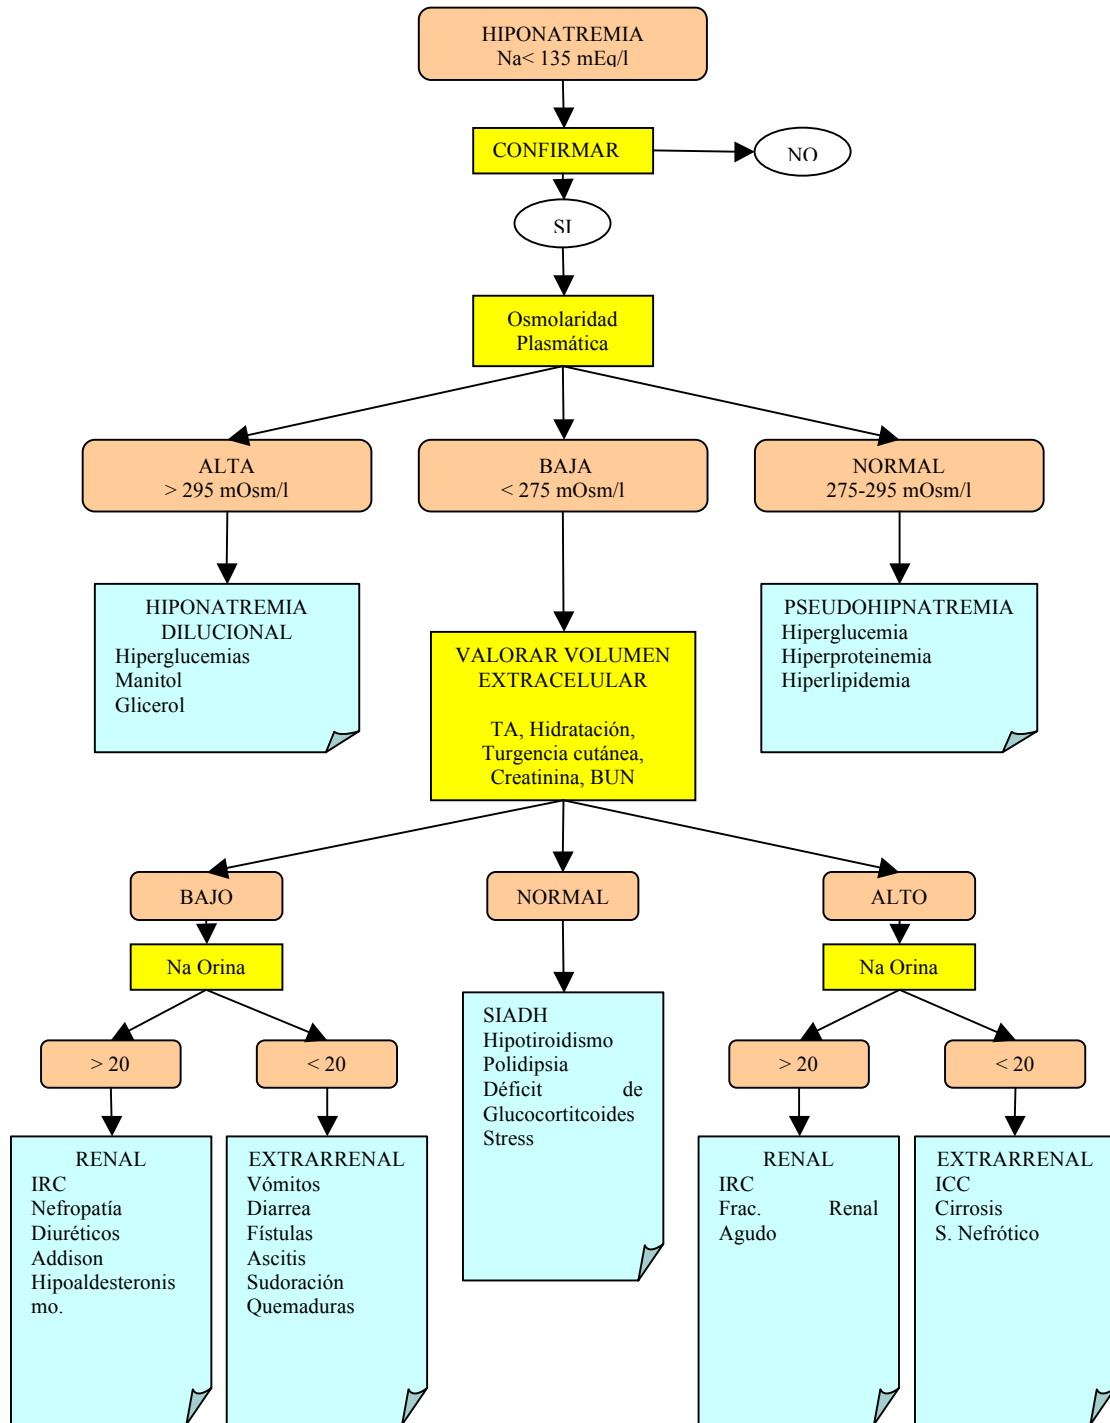 HIPONATREMIA
Na< 135 mEq/l
CONFIRMAR
NO
SI
Osmolaridad
Plasmática
ALTA
> 295 mOsm/l
BAJA
< 275 mOsm/l
NORMAL
275-295 mOsm/l
HIPONATREMIA
DILUCIONAL
Hiperglucemias
Manitol
Glicerol
VALORAR VOLUMEN
EXTRACELULAR
TA, Hidratación,
Turgencia cutánea,
Creatinina, BUN
PSEUDOHIPNATREMIA
Hiperglucemia
Hiperproteinemia
Hiperlipidemia
BAJO
NORMAL
ALTO
Na Orina
Na Orina
> 20
< 20
SIADH
Hipotiroidismo
Polidipsia
Déficit de
Glucocortitcoides
Stress
> 20
< 20
RENAL
IRC
Nefropatía
Diuréticos
Addison
Hipoaldesteronis
mo.
EXTRARRENAL
Vómitos
Diarrea
Fístulas
Ascitis
Sudoración
Quemaduras
RENAL
IRC
Frac. Renal
Agudo
EXTRARRENAL
ICC
Cirrosis
S. Nefrótico